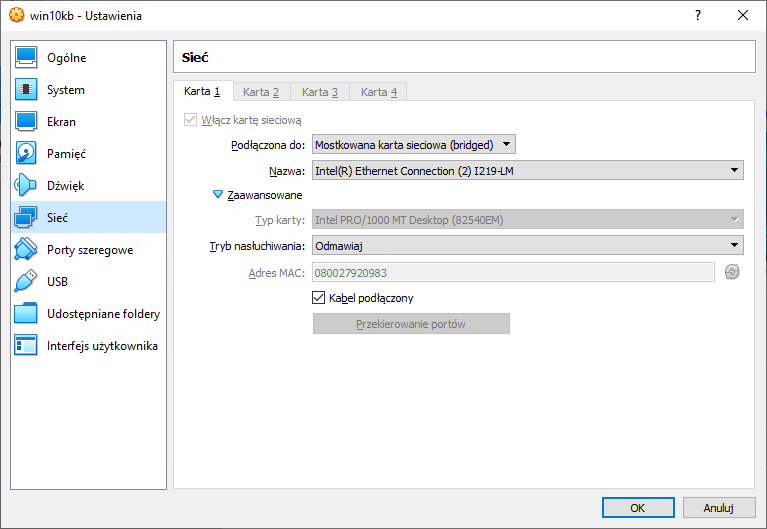 win10kb - Ustawienia
?
Ogólne
System
Ekran
Pamięć
Dźwięk
Sieć
Porty szeregowe
USB
Udostępniane foldery
Interfejs użytkownika
Sieć
Karta 1 Karta 2 Karta 3 Karta 4
Włącz kartę sieciową
Podłączona do: Mostkowana karta sieciowa (bridged)
Nazwa: Intel(R) Ethernet Connection (2) I219-LM
Zaawansowane
Typ karty: Intel PRO/1000 MT Desktop (82540EM)
Tryb nasłuchiwania: Odmawiaj
Adres MAC: 080027920983
Kabel podłączony
Przekierowanie portów
OK Anuluj